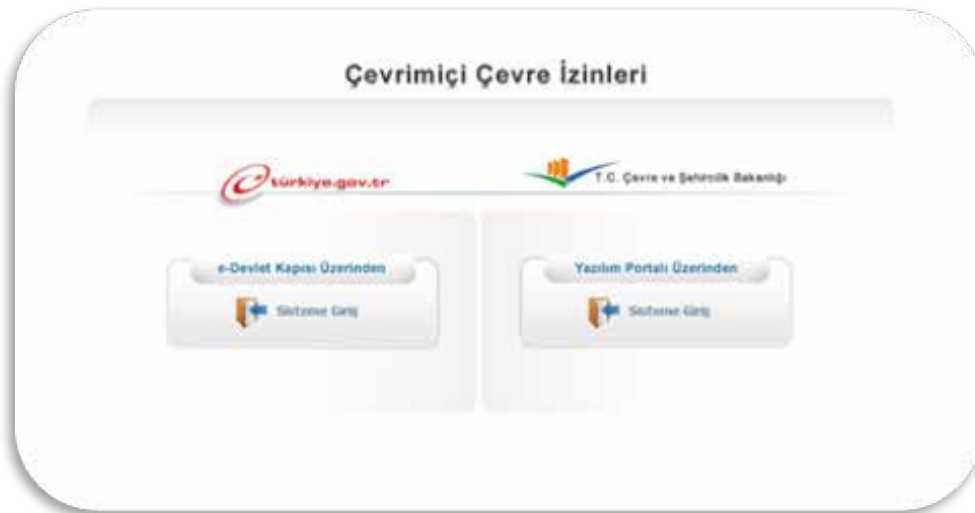 Çevrimiçi Çevre İzinleri
türkiye.gov.tr
T.C. Çevre ve Şehircilik Bakanlığı
e-Devlet Kapısı Üzerinden
Yazılım Portalı Üzerinden
Sisteme Giriş
Sisteme Giriş